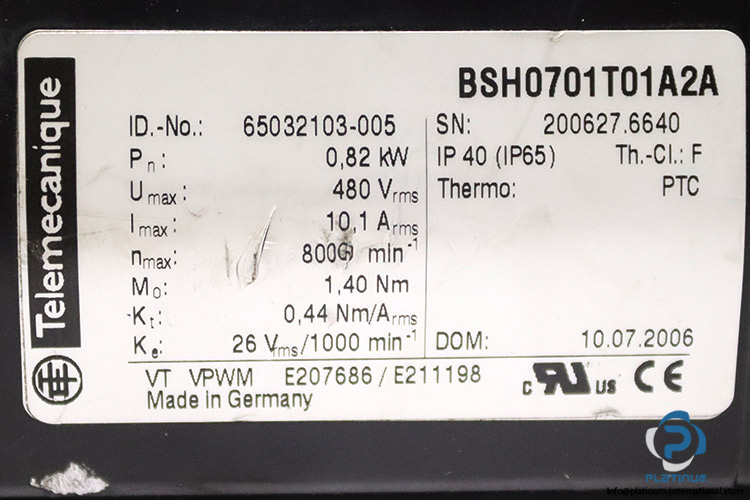 Telemecanique
BSH0701T01A2A
ID.-No.: 65032103-005
Pn: 0,82 kW
Umax: 480 Vrms
Imax: 10,1 Arms
nmax: 8000 min⁻¹
M₀: 1,40 Nm
Kt: 0,44 Nm/Arms
Ke: 26 Vrms/1000 min⁻¹
SN: 200627.6640
IP 40 (IP65) Th.-Cl.: F
Thermo: PTC
DOM: 10.07.2006
VT VPWM E207686 / E211198
Made in Germany
c RU US CE
PLATINUM